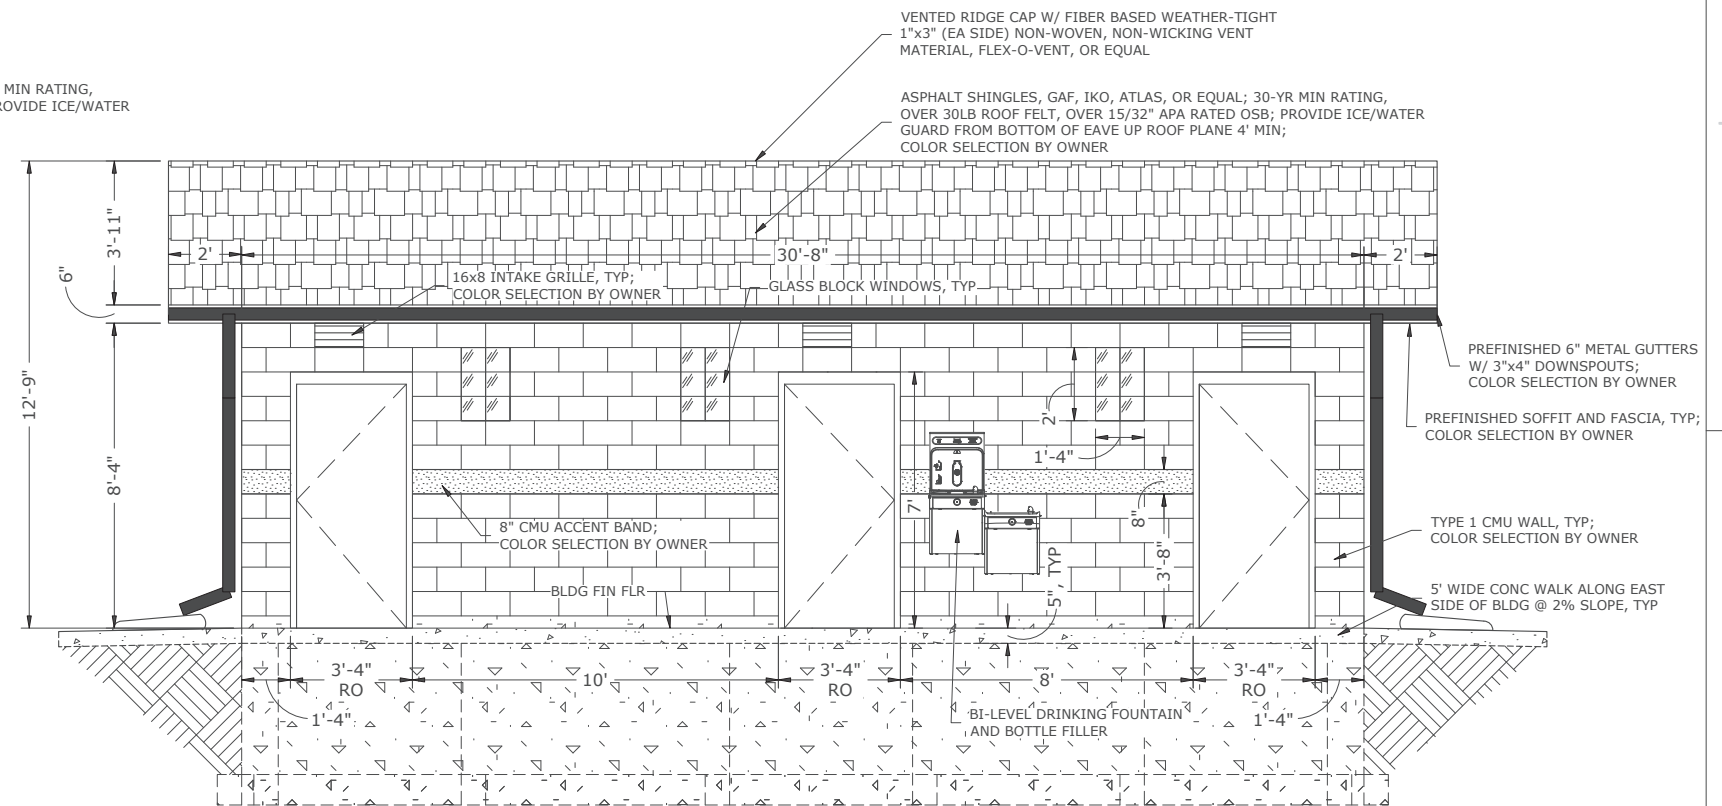 VENTED RIDGE CAP W/ FIBER BASED WEATHER-TIGHT
1"x3" (EA SIDE) NON-WOVEN, NON-WICKING VENT
MATERIAL, FLEX-O-VENT, OR EQUAL
MIN RATING,
ROVIDE ICE/WATER
ASPHALT SHINGLES, GAF, IKO, ATLAS, OR EQUAL; 30-YR MIN RATING,
OVER 30LB ROOF FELT, OVER 15/32" APA RATED OSB; PROVIDE ICE/WATER
GUARD FROM BOTTOM OF EAVE UP ROOF PLANE 4' MIN;
COLOR SELECTION BY OWNER
3'-11"
2'
30'-8"
2'
6"
16x8 INTAKE GRILLE, TYP;
COLOR SELECTION BY OWNER
GLASS BLOCK WINDOWS, TYP
12'-9"
8'-4"
PREFINISHED 6" METAL GUTTERS
W/ 3"x4" DOWNSPOUTS;
COLOR SELECTION BY OWNER
PREFINISHED SOFFIT AND FASCIA, TYP;
COLOR SELECTION BY OWNER
2'
1'-4"
7'
8"
3'-8"
5", TYP
8" CMU ACCENT BAND;
COLOR SELECTION BY OWNER
TYPE 1 CMU WALL, TYP;
COLOR SELECTION BY OWNER
BLDG FIN FLR
5' WIDE CONC WALK ALONG EAST
SIDE OF BLDG @ 2% SLOPE, TYP
3'-4"
RO
10'
3'-4"
RO
8'
3'-4"
RO
1'-4"
1'-4"
BI-LEVEL DRINKING FOUNTAIN
AND BOTTLE FILLER